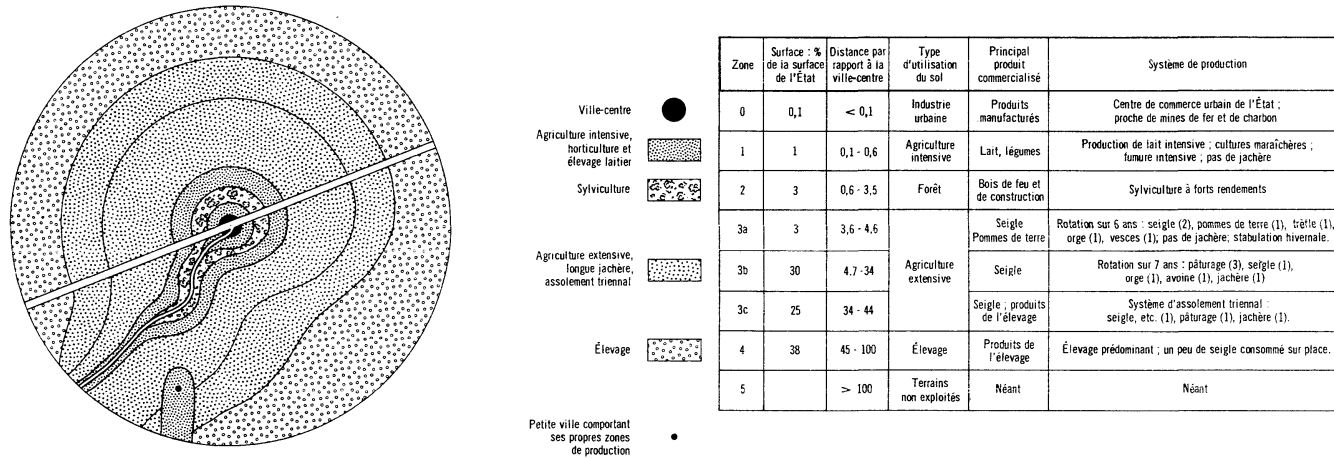 Ville-centre
Agriculture intensive,
horticulture et
élevage laitier
Sylviculture
Agriculture extensive,
longue jachère,
assolement triennal
Élevage
Petite ville comportant
ses propres zones
de production
Zone
Surface : %
de la surface
de l'État
Distance par
rapport à la
ville-centre
Type
d'utilisation
du sol
Principal
produit
commercialisé
Système de production
0
0,1
< 0,1
Industrie
urbaine
Produits
manufacturés
Centre de commerce urbain de l'État ;
proche de mines de fer et de charbon
1
1
0,1 - 0,6
Agriculture
intensive
Lait, légumes
Production de lait intensive ; cultures maraîchères ;
fumure intensive ; pas de jachère
2
3
0,6 - 3,5
Forêt
Bois de feu et
de construction
Sylviculture à forts rendements
3a
3
3,6 - 4,6
Agriculture
extensive
Seigle
Pommes de terre
Rotation sur 6 ans : seigle (2), pommes de terre (1), trèfle (1),
orge (1), vesces (1); pas de jachère; stabulation hivernale.
3b
30
4.7 - 34
Seigle
Rotation sur 7 ans : pâturage (3), seigle (1),
orge (1), avoine (1), jachère (1)
3c
25
34 - 44
Seigle ; produits
de l'élevage
Système d'assolement triennal :
seigle, etc. (1), pâturage (1), jachère (1).
4
38
45 - 100
Élevage
Produits de
l'élevage
Élevage prédominant ; un peu de seigle consommé sur place.
5
> 100
Terrains
non exploités
Néant
Néant